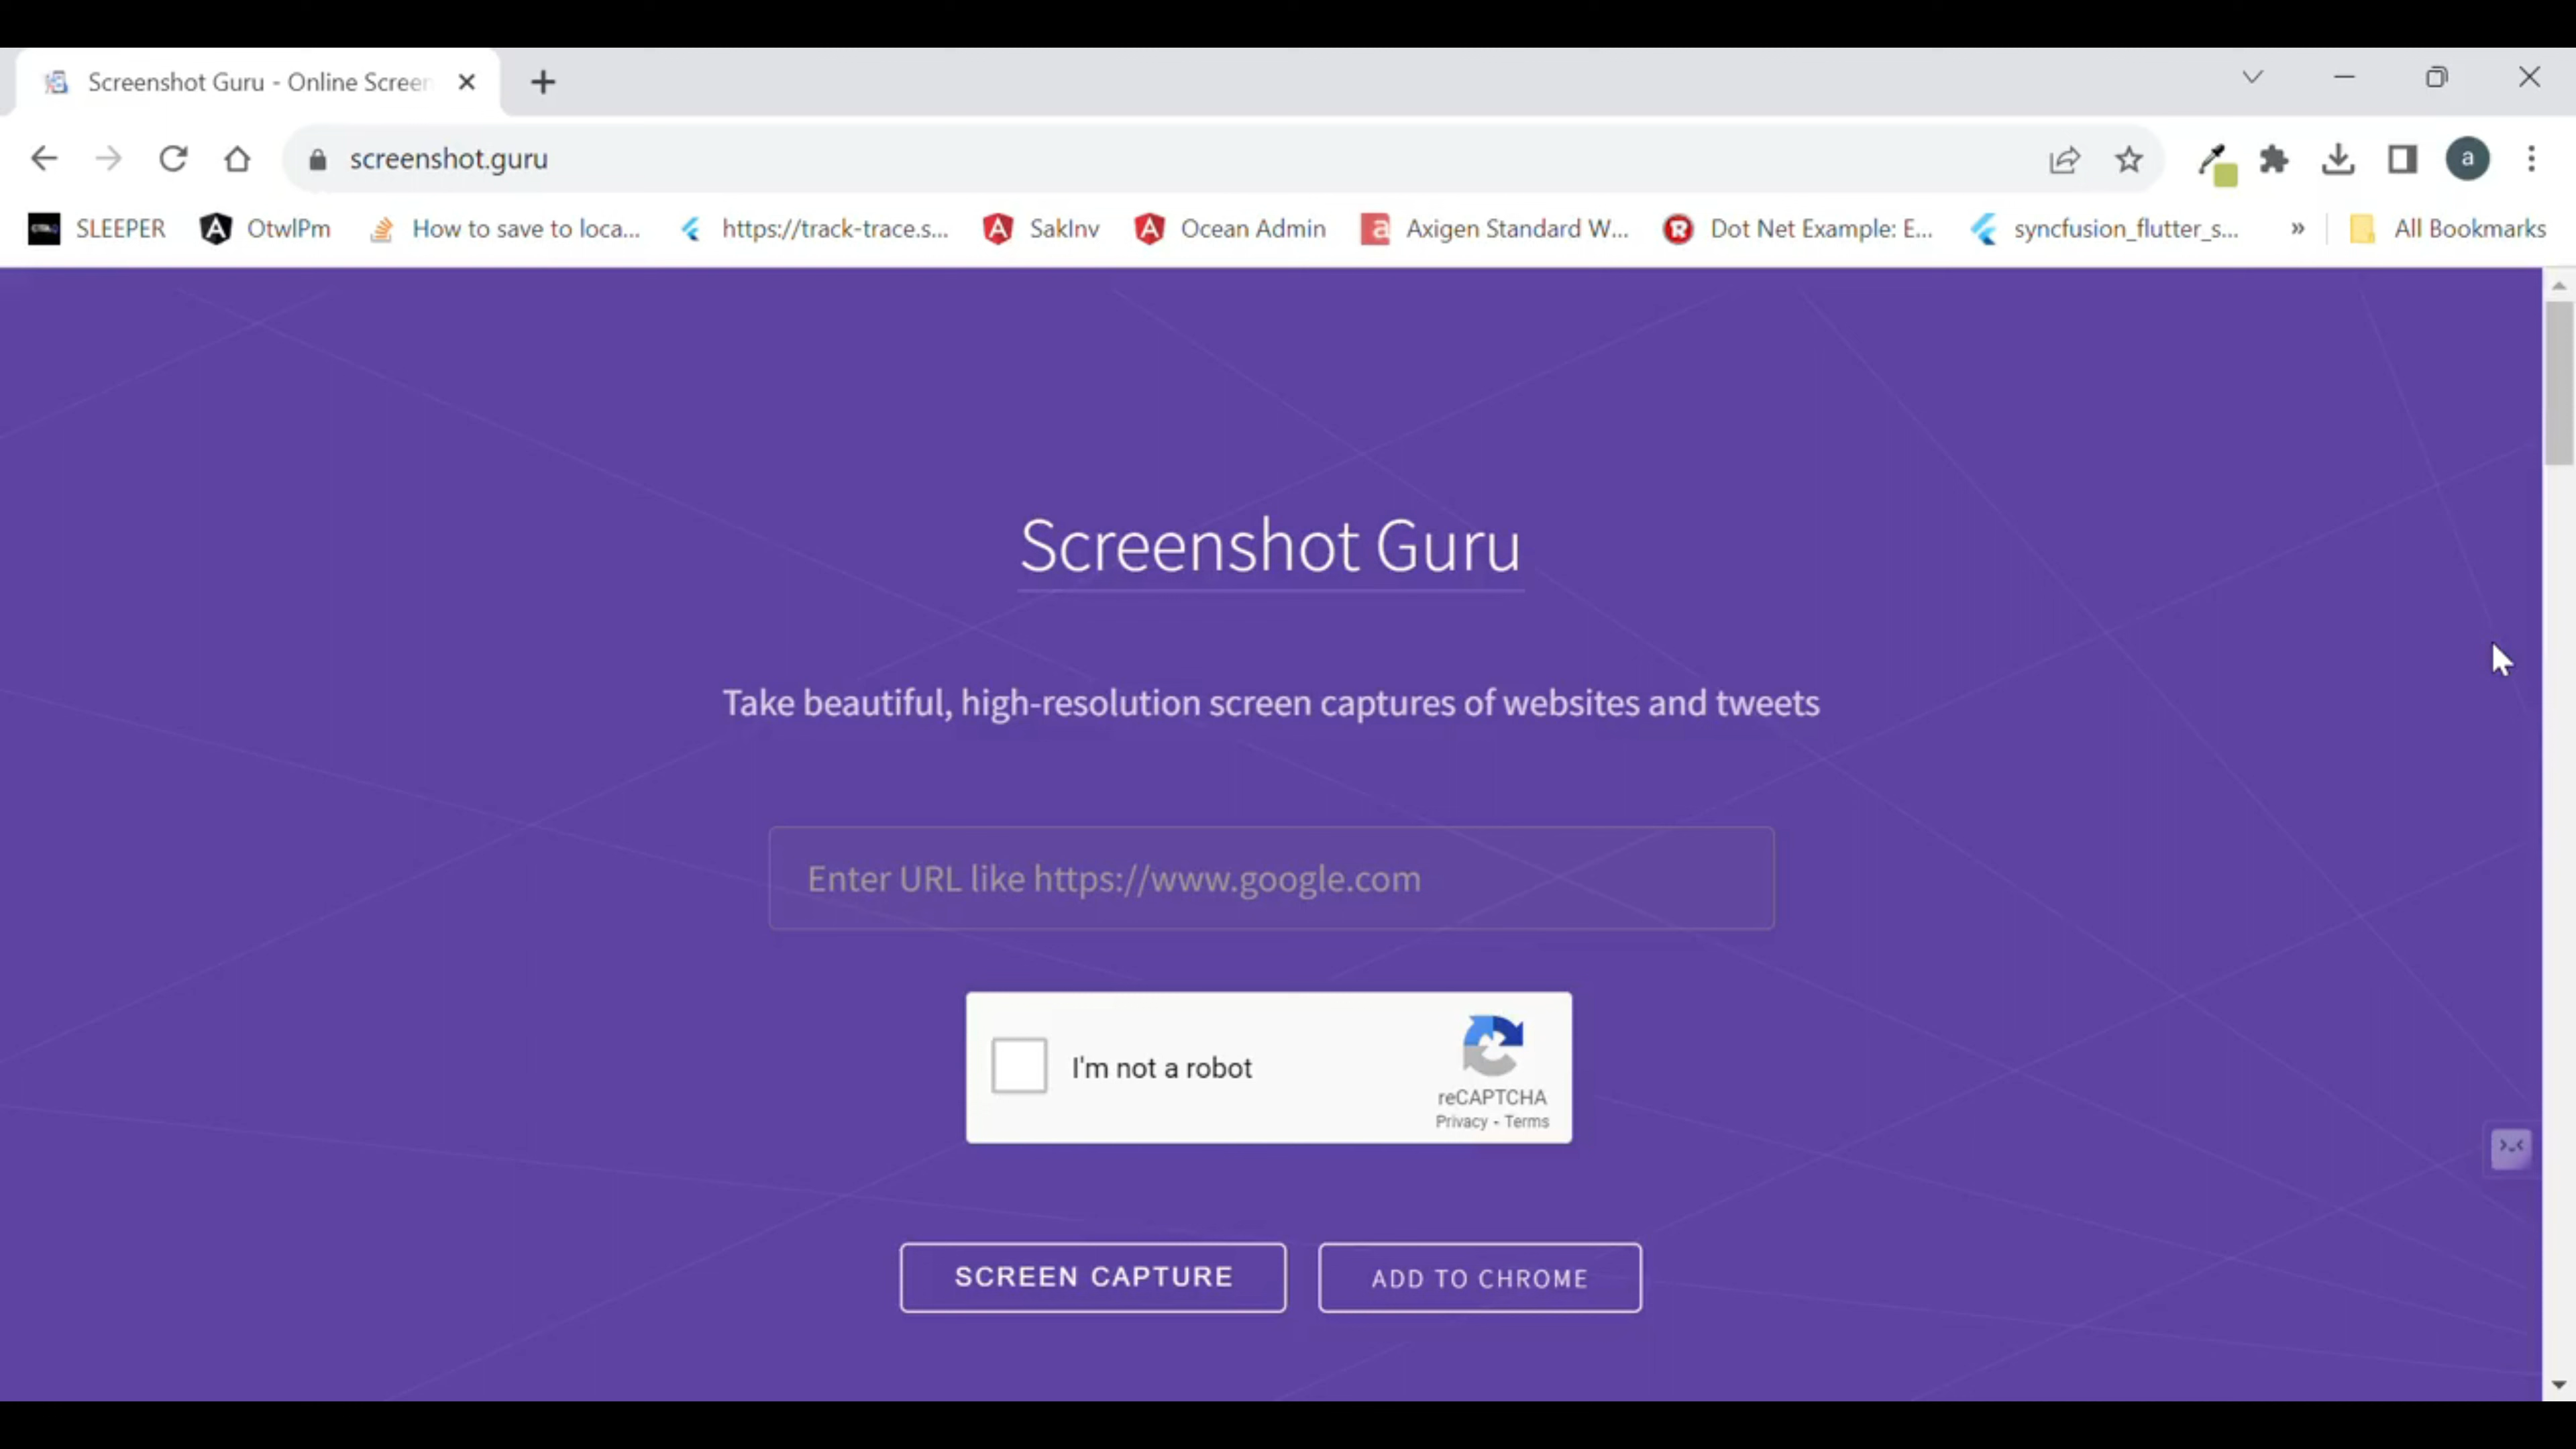 Screenshot Guru - Online Screen
screenshot.guru
a
SLEEPER
OtwlPm
How to save to loca...
https://track-trace.s...
SakInv
Ocean Admin
a
Axigen Standard W...
R
Dot Net Example: E...
syncfusion_flutter_s...
»
All Bookmarks
Screenshot Guru
Take beautiful, high-resolution screen captures of websites and tweets
Enter URL like https://www.google.com
I'm not a robot
reCAPTCHA
Privacy - Terms
SCREEN CAPTURE
ADD TO CHROME